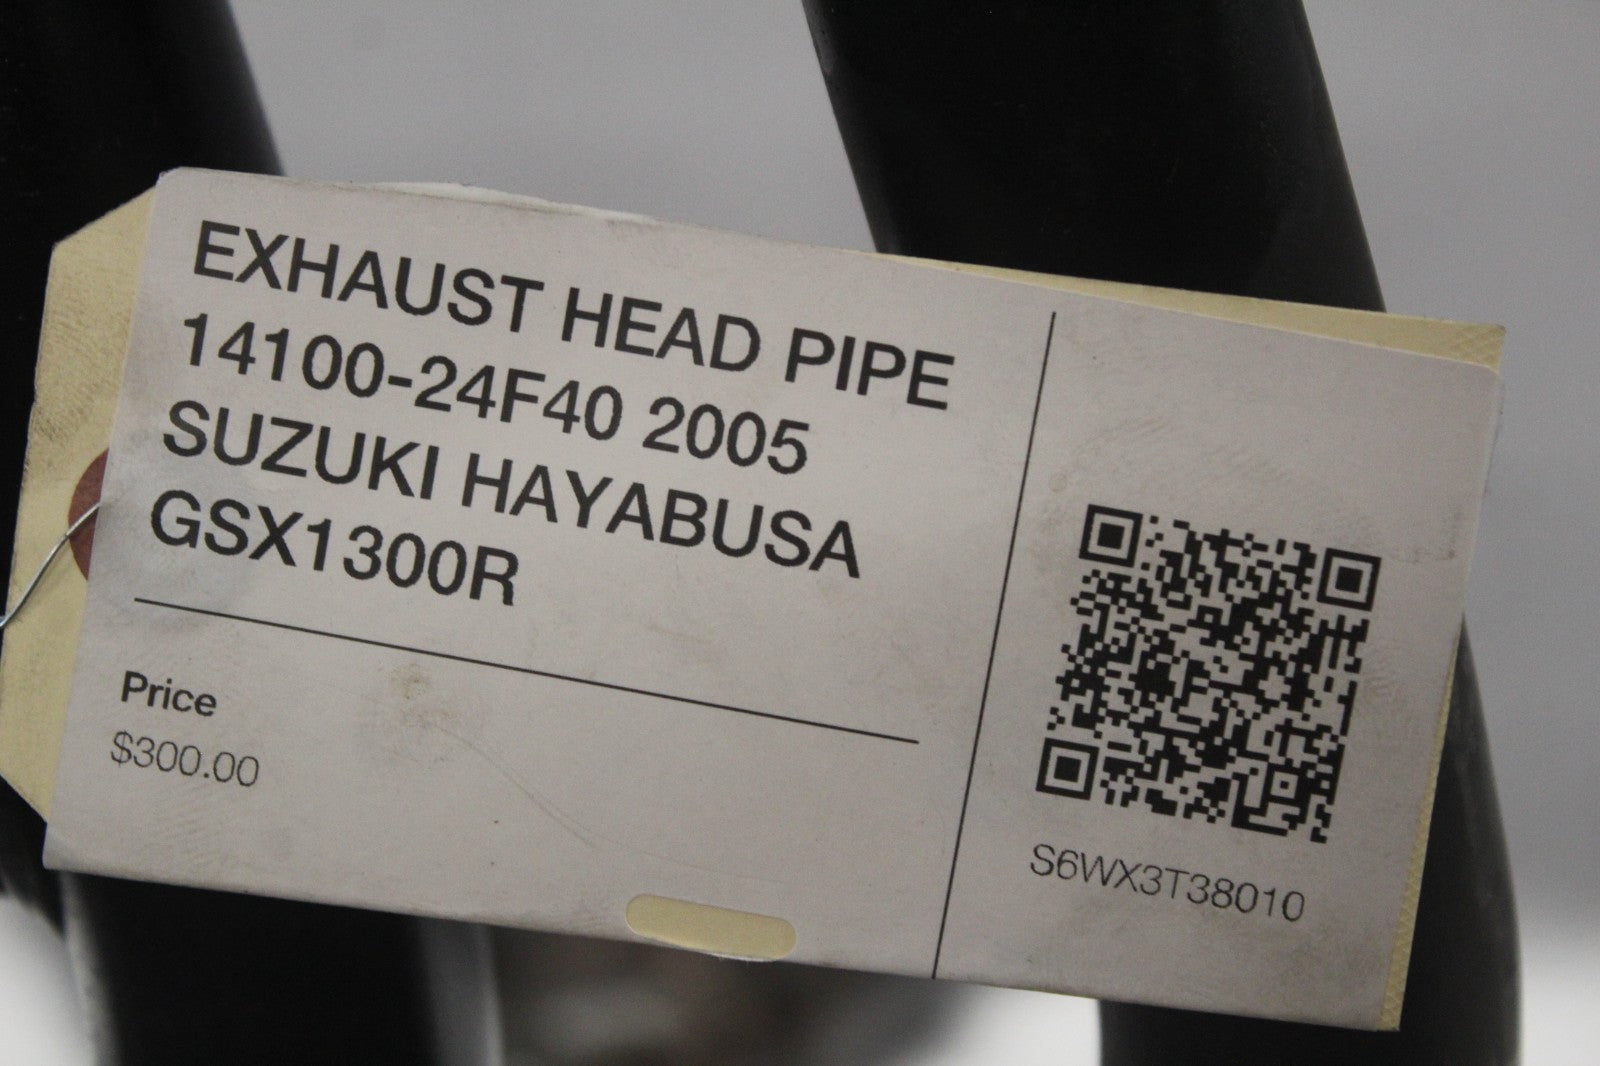 EXHAUST HEAD PIPE
14100-24F40 2005
SUZUKI HAYABUSA
GSX1300R
Price
$300.00
S6WX3T38010